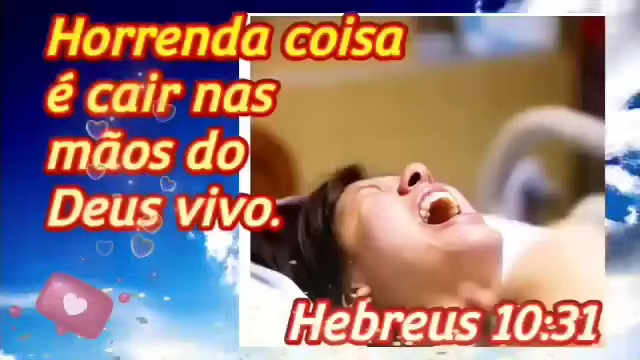 Horrenda coisa
é cair nas
mãos do
Deus vivo.
Hebreus 10:31